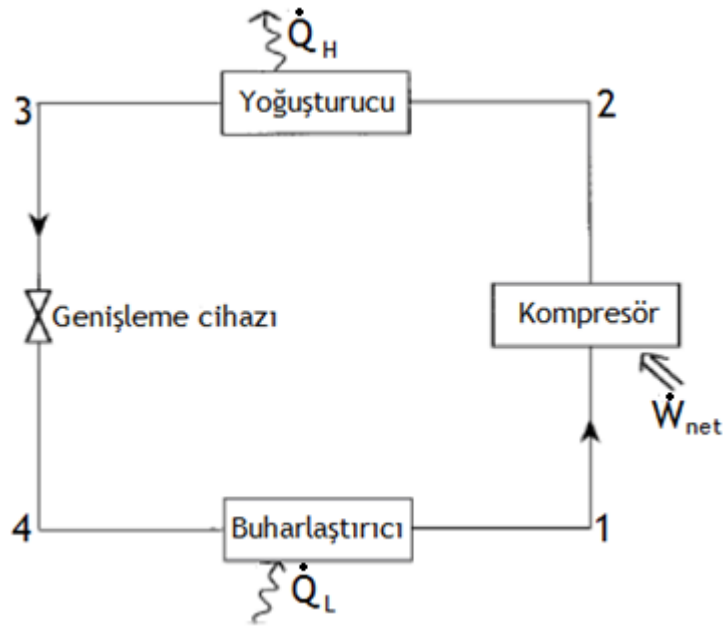 Q̇H
3
Yoğuşturucu
2
Genişleme cihazı
Kompresör
Ẇnet
4
Buharlaştırıcı
1
Q̇L